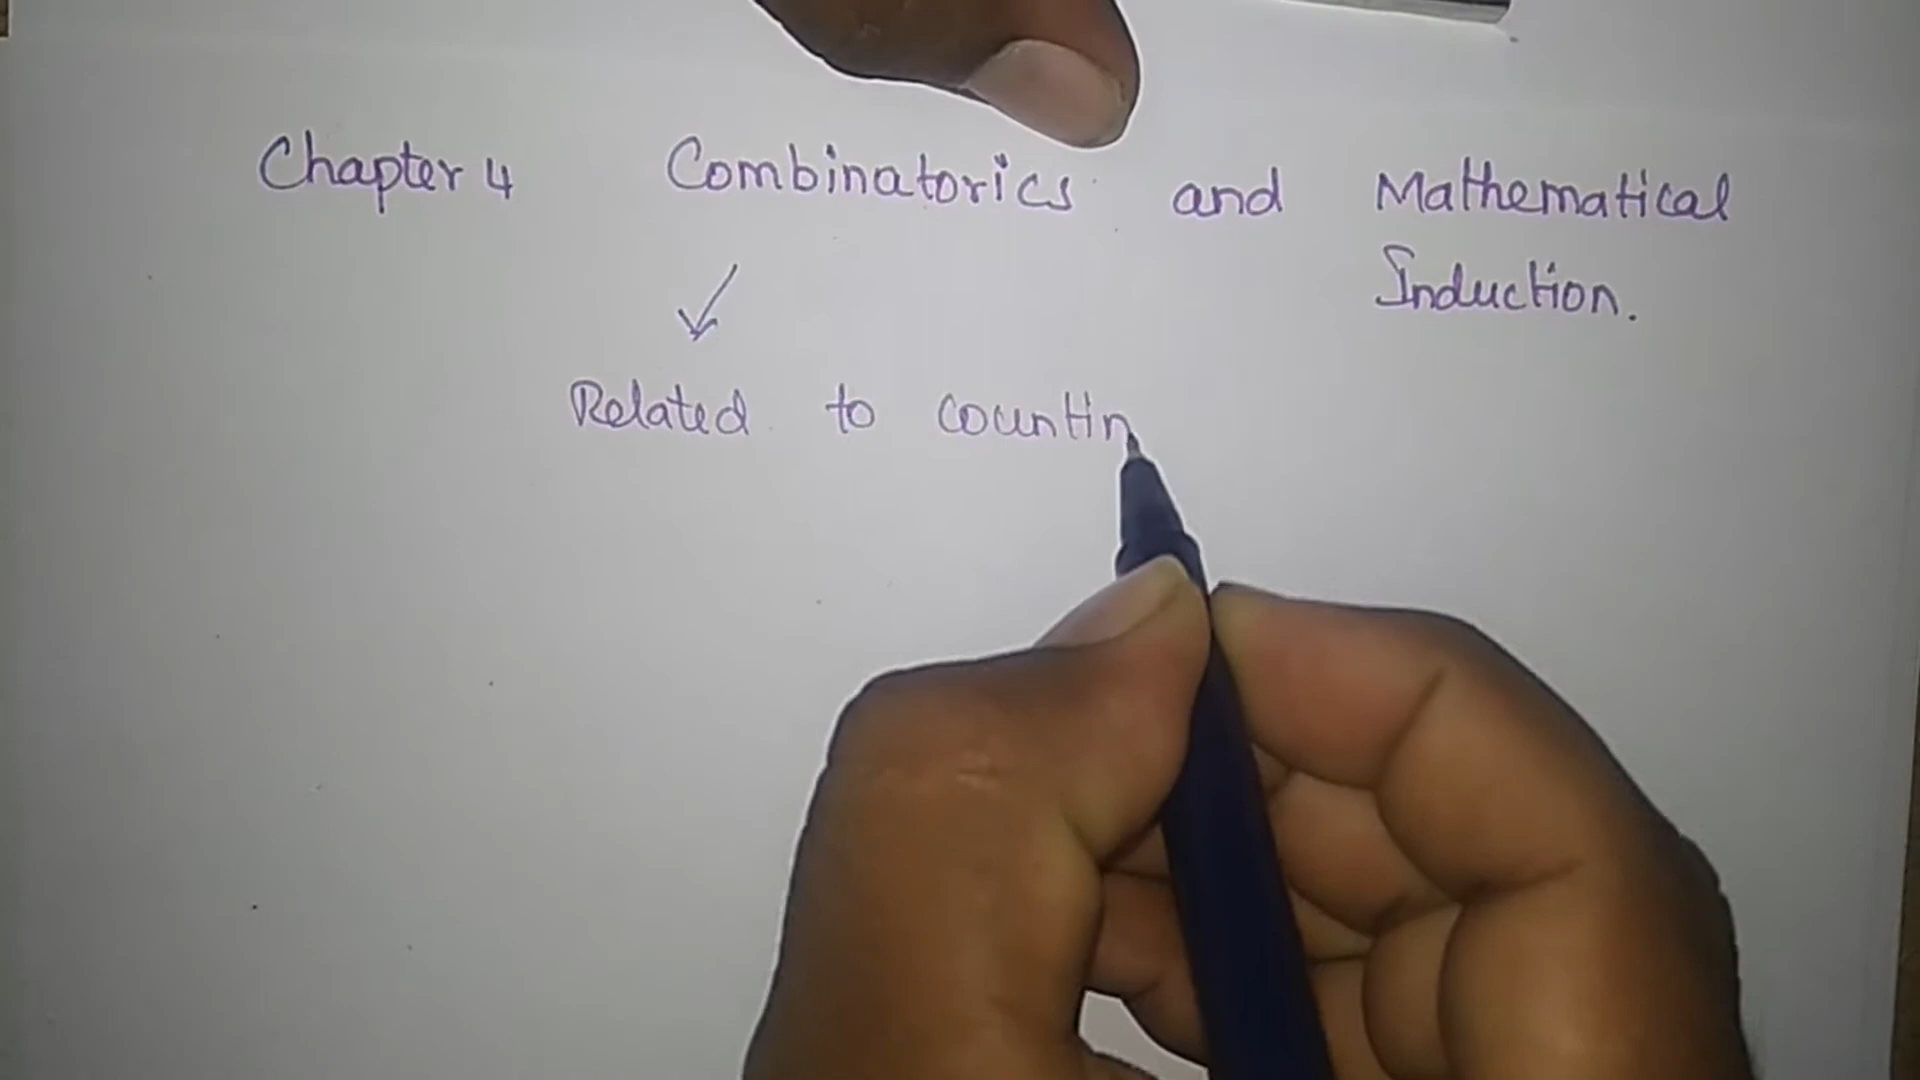 Chapter 4 Combinatorics and Mathematical
Induction.
Related to countin